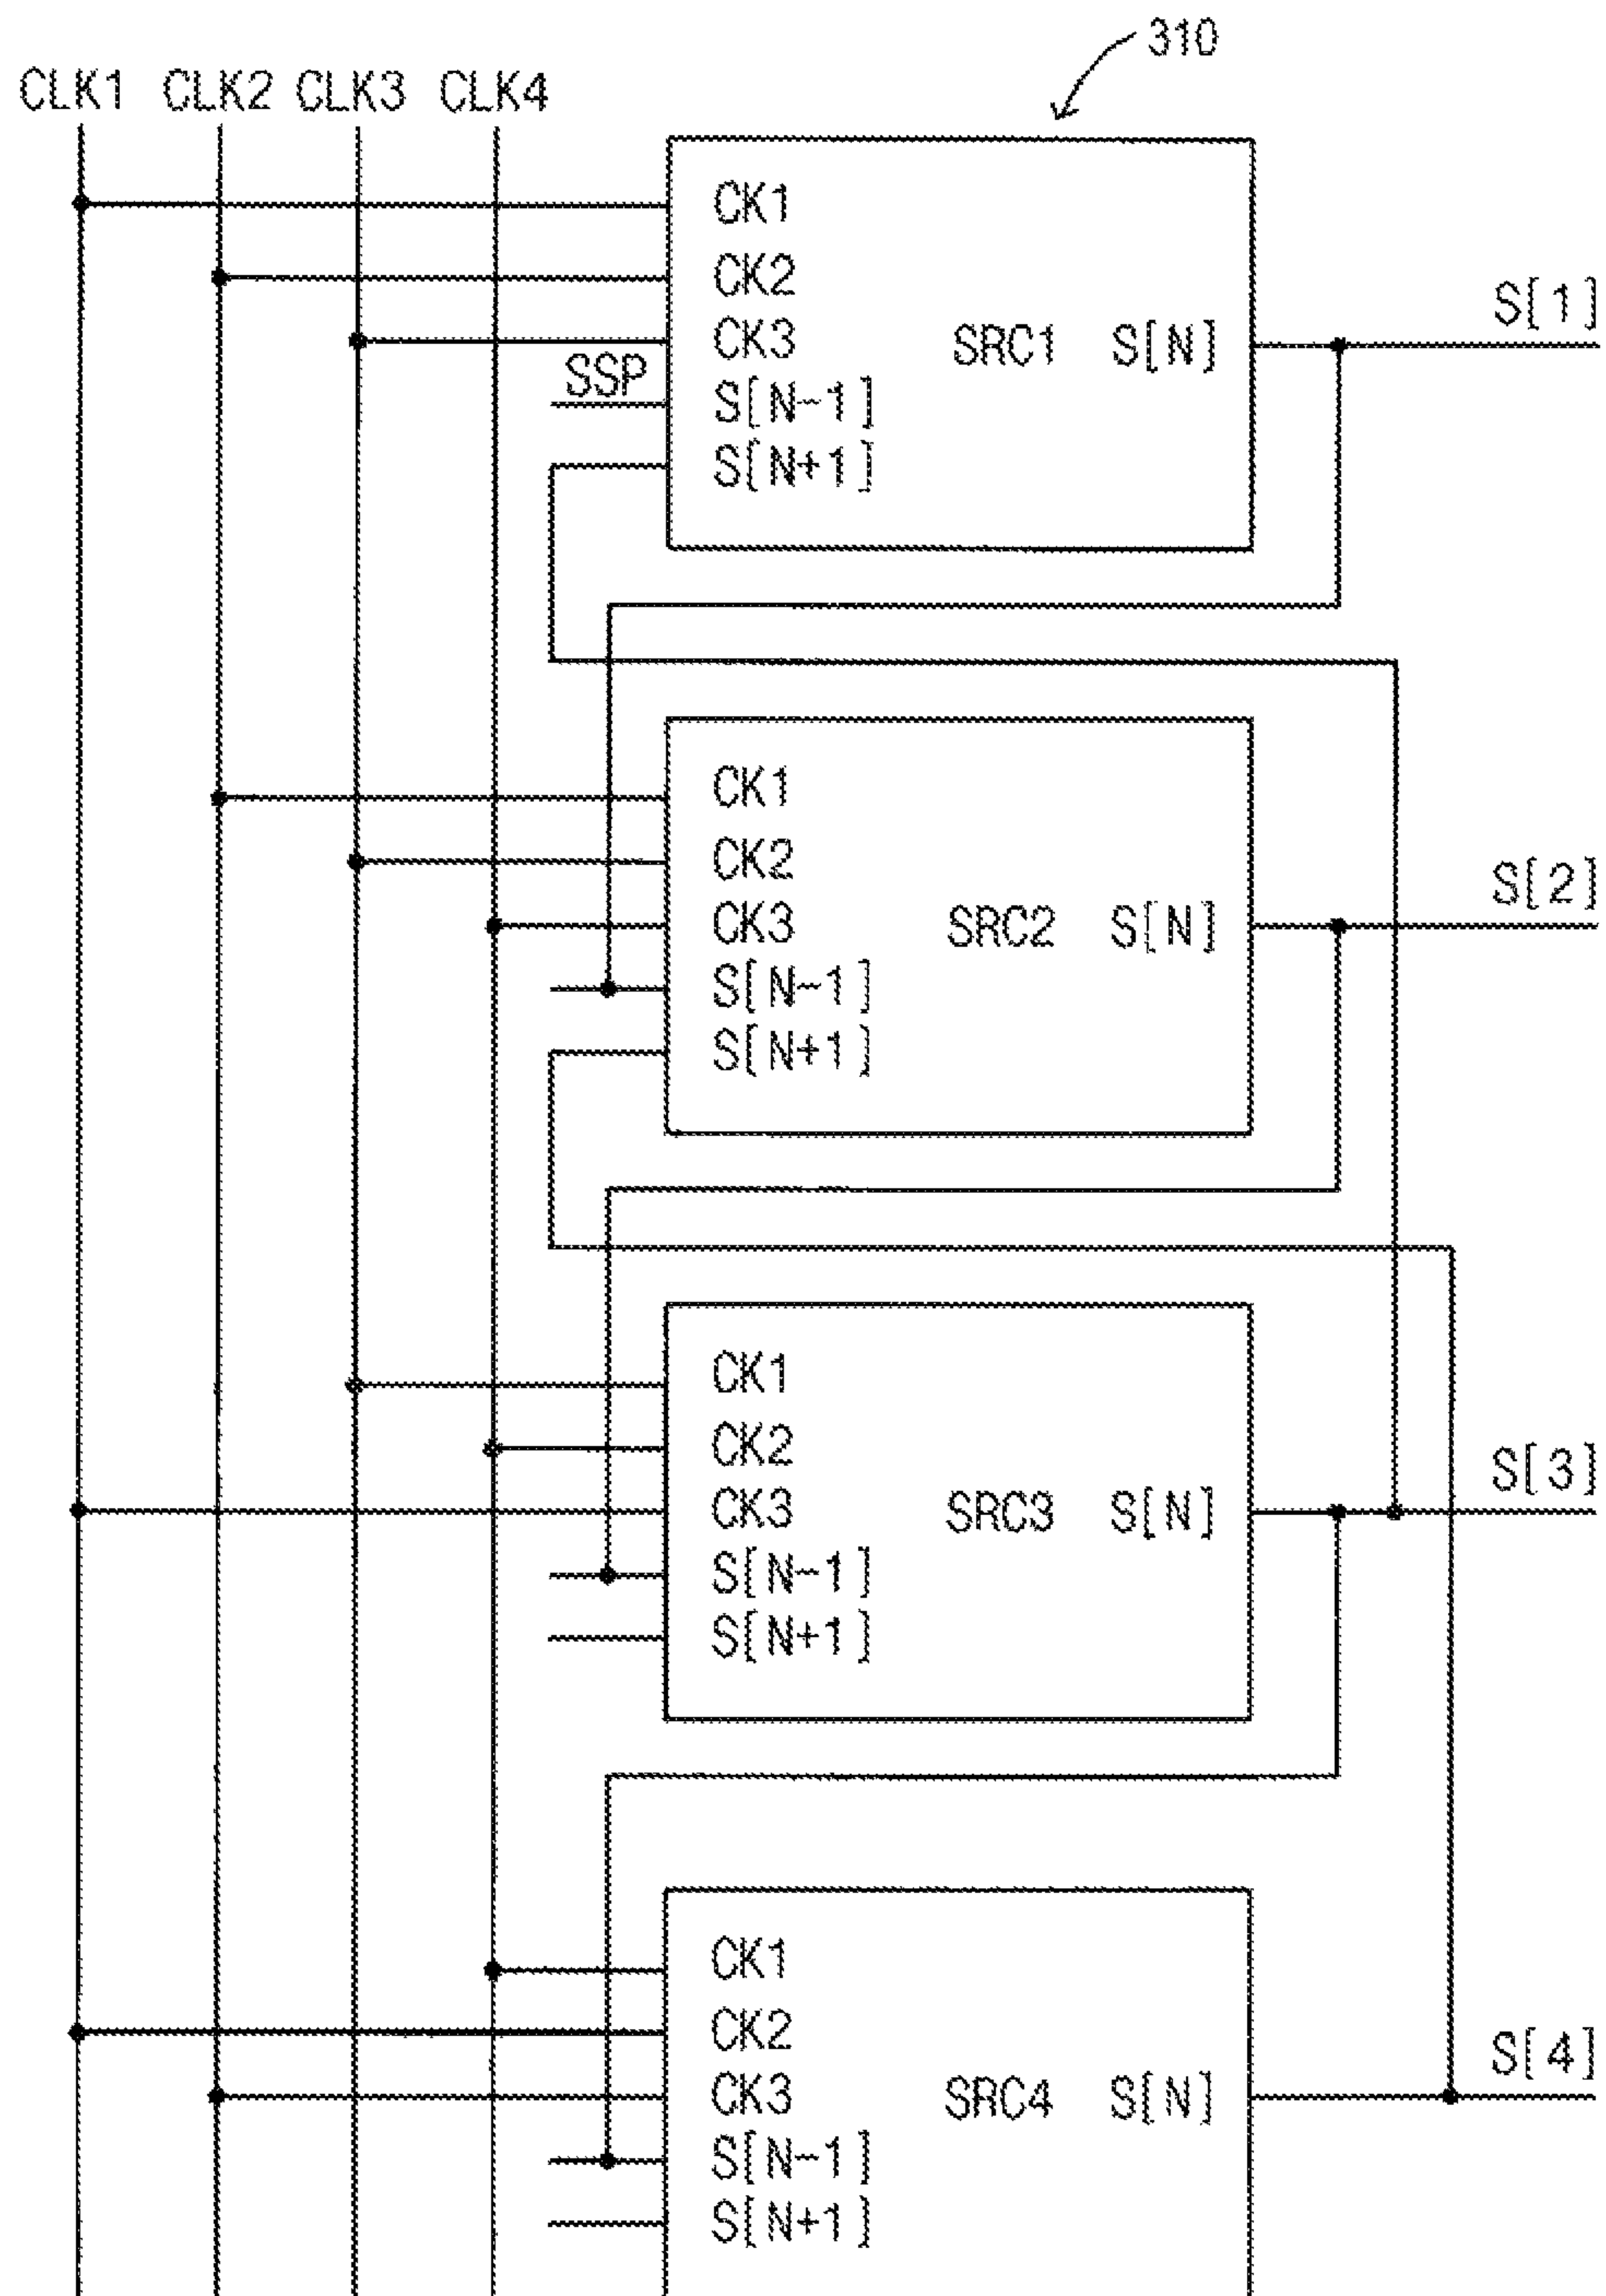 310
CLK1 CLK2 CLK3 CLK4
CK1
CK2
CK3
SSP
S[N-1]
S[N+1]
SRC1 S[N]
S[1]
CK1
CK2
CK3
S[N-1]
S[N+1]
SRC2 S[N]
S[2]
CK1
CK2
CK3
S[N-1]
S[N+1]
SRC3 S[N]
S[3]
CK1
CK2
CK3
S[N-1]
S[N+1]
SRC4 S[N]
S[4]